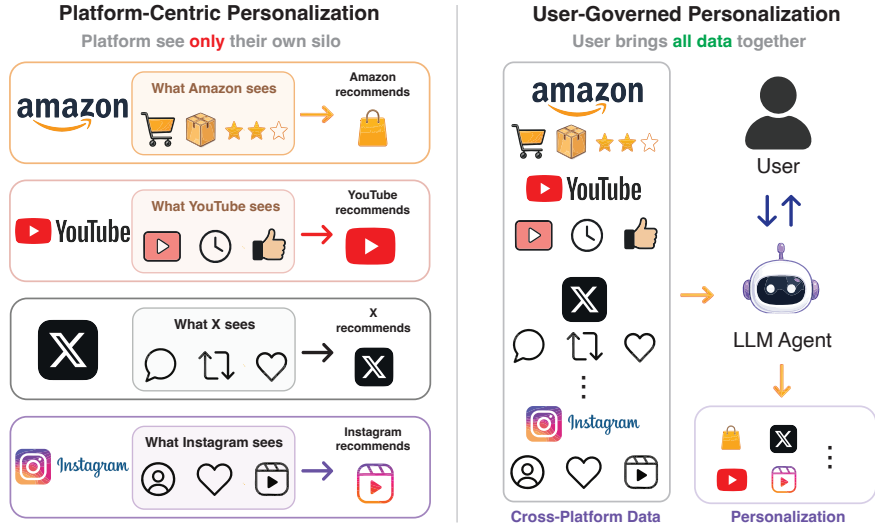 Platform-Centric Personalization
Platform see only their own silo
amazon
What Amazon sees
Amazon
recommends
YouTube
What YouTube sees
YouTube
recommends
X
What X sees
X
recommends
X
Instagram
What Instagram sees
Instagram
recommends
User-Governed Personalization
User brings all data together
amazon
YouTube
X
Instagram
Cross-Platform Data
User
LLM Agent
X
Personalization